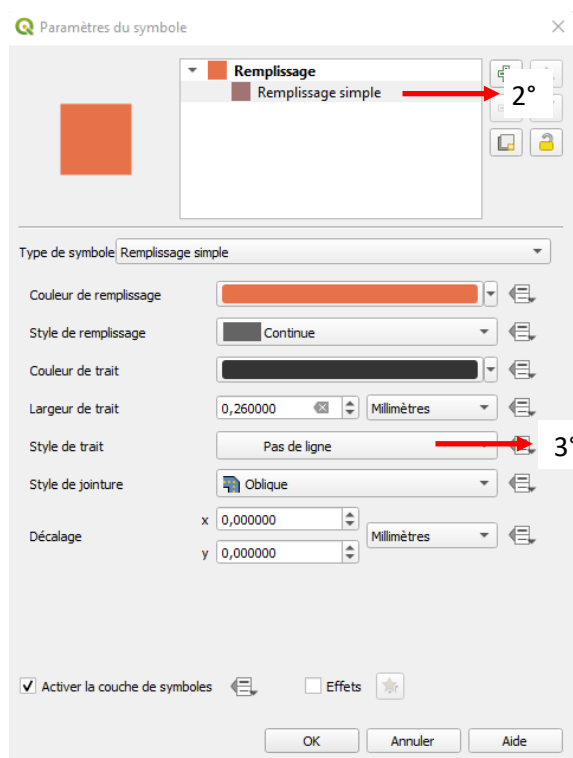 Paramètres du symbole
Remplissage
Remplissage simple
2°
Type de symbole Remplissage simple
Couleur de remplissage
Style de remplissage Continue
Couleur de trait
Largeur de trait 0,260000 Millimètres
Style de trait Pas de ligne 3°
Style de jointure Oblique
Décalage x 0,000000 Millimètres
y 0,000000
Activer la couche de symboles Effets
OK Annuler Aide